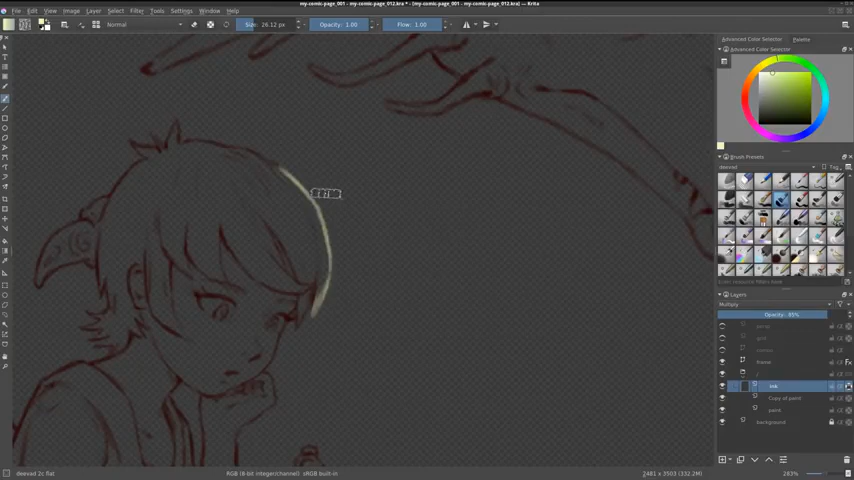 my-comic-page_001 - my-comic-page_012.kra * - [my-comic-page_012.kra] — Krita
File Edit View Image Layer Select Filter Tools Settings Window Help
Normal
Size: 26.12 px
Opacity: 1.00
Flow: 1.00
Advanced Color Selector Palette
Advanced Color Selector
Brush Presets
deevad
Tag
Layers
Multiply
Opacity: 85%
grid
frame
ink
Copy of paint
paint
background
deevad 2c flat
RGB (8-bit integer/channel) sRGB built-in
2481 x 3503 (332.2M)
283%